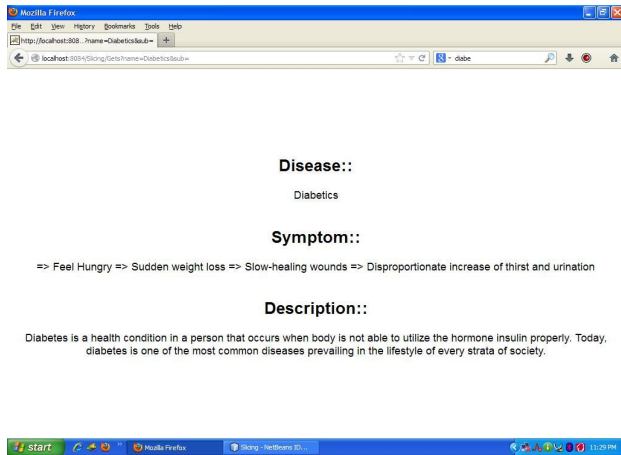 Mozilla Firefox
File Edit View History Bookmarks Tools Help
http://localhost:808...?name=Diabetics&sub= +
localhost:8084/Slicing/Gets?name=Diabetics&sub= diabe
Disease::
Diabetics
Symptom::
=> Feel Hungry => Sudden weight loss => Slow-healing wounds => Disproportionate increase of thirst and urination
Description::
Diabetes is a health condition in a person that occurs when body is not able to utilize the hormone insulin properly. Today,
diabetes is one of the most common diseases prevailing in the lifestyle of every strata of society.
start Mozilla Firefox Slicing - NetBeans ID... 11:29 PM